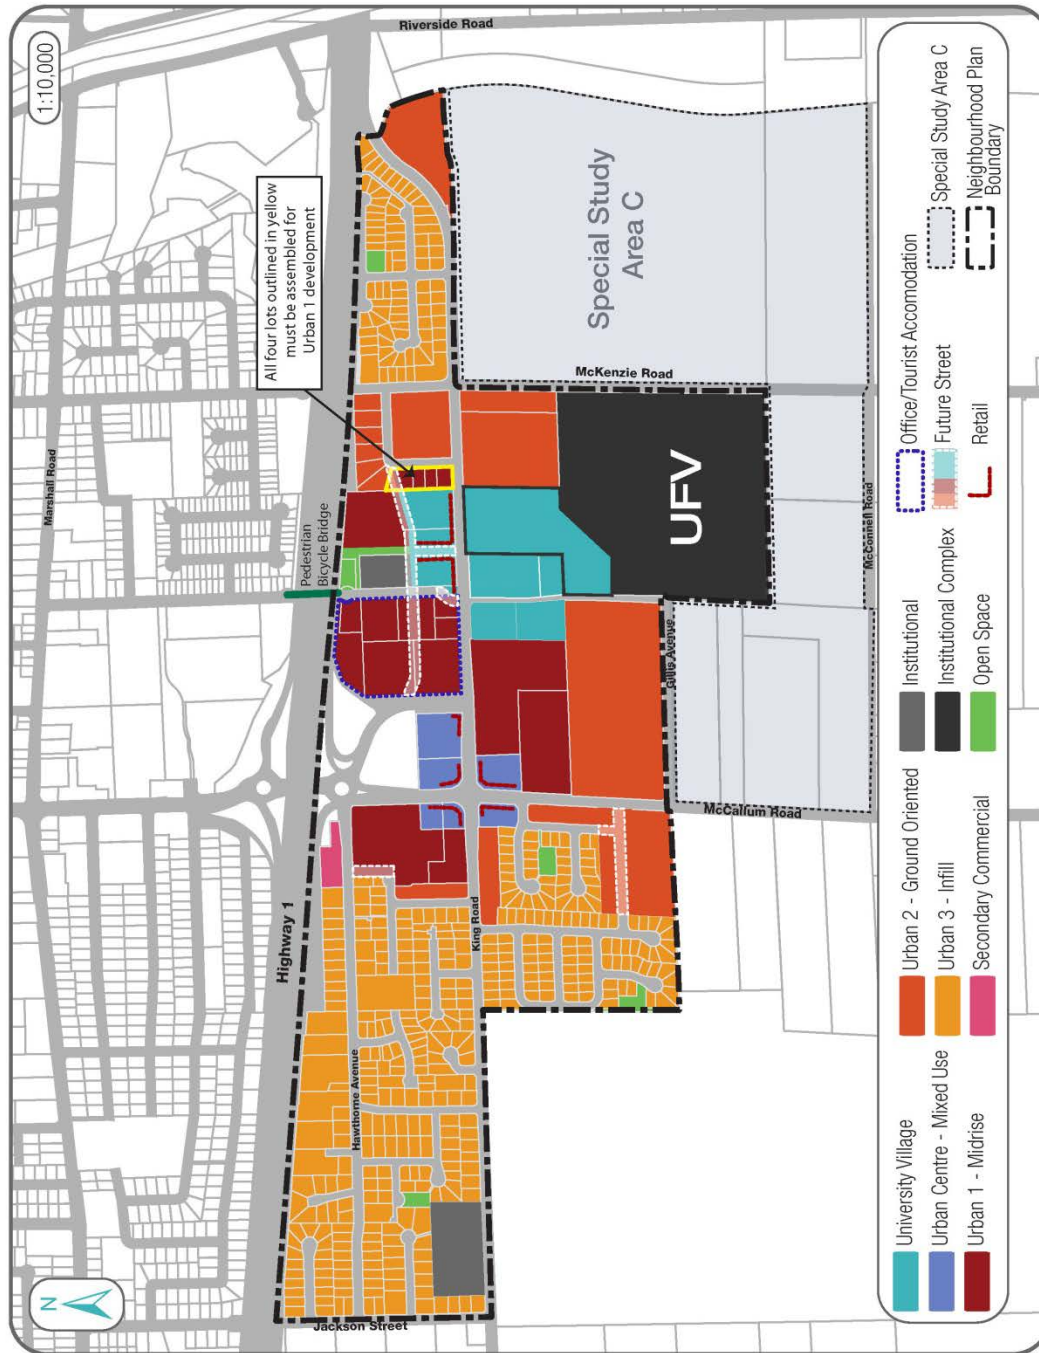 1:10,000
Riverside Road
Marshall Road
Pedestrian
Bicycle Bridge
All four lots outlined in yellow
must be assembled for
Urban 1 development
Special Study
Area C
McKenzie Road
UFV
McConnell Road
Gillis Avenue
McCallum Road
Highway 1
King Road
Hawthorne Avenue
Jackson Street
N
University Village
Urban Centre - Mixed Use
Urban 1 - Midrise
Urban 2 - Ground Oriented
Urban 3 - Infill
Secondary Commercial
Institutional
Institutional Complex
Open Space
Office/Tourist Accomodation
Future Street
Retail
Special Study Area C
Neighbourhood Plan
Boundary